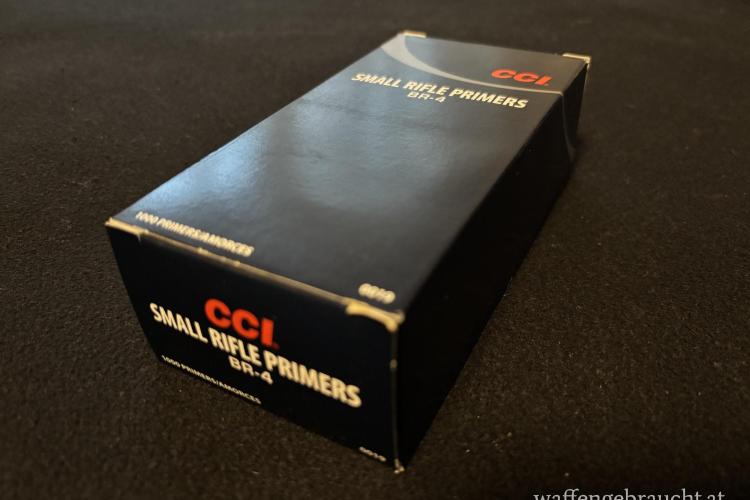 CCI
SMALL RIFLE PRIMERS
BR-4
1000 PRIMERS/AMORCES
0019
CCI
SMALL RIFLE PRIMERS
BR-4
1000 PRIMERS/AMORCES
0019
waffengebraucht.at